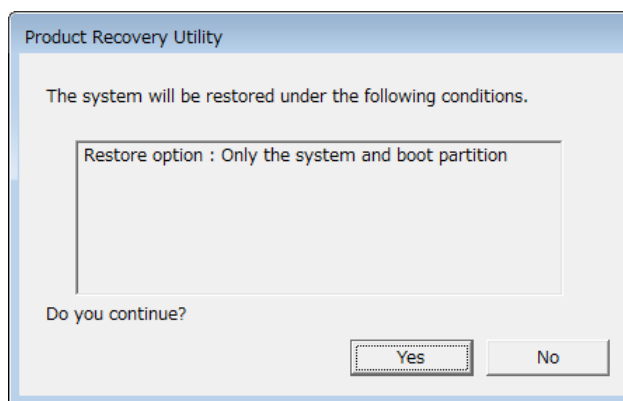 Product Recovery Utility
The system will be restored under the following conditions.
Restore option : Only the system and boot partition
Do you continue?
Yes
No